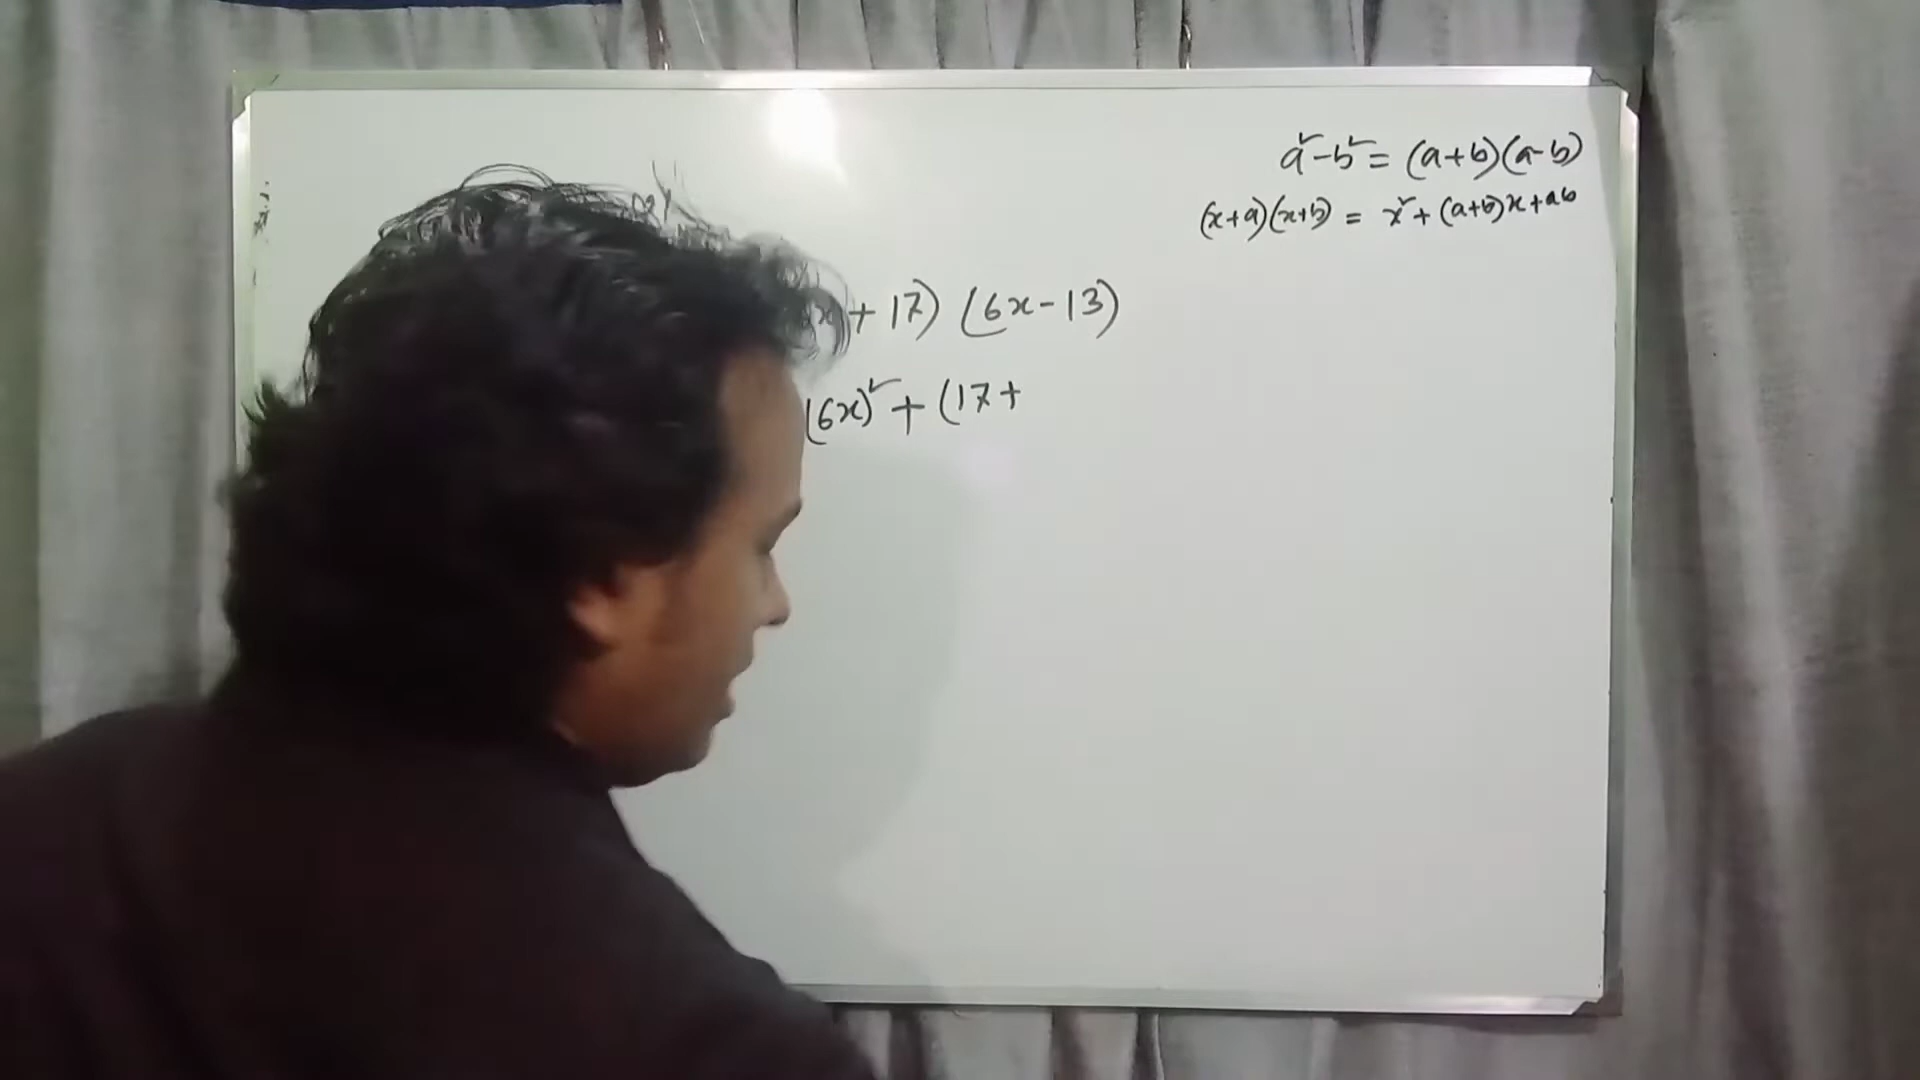 a² - b² = (a+b)(a-b)
(x+a)(x+b) = x² + (a+b)x + ab
x + 17) (6x - 13)
(6x)² + (17 +